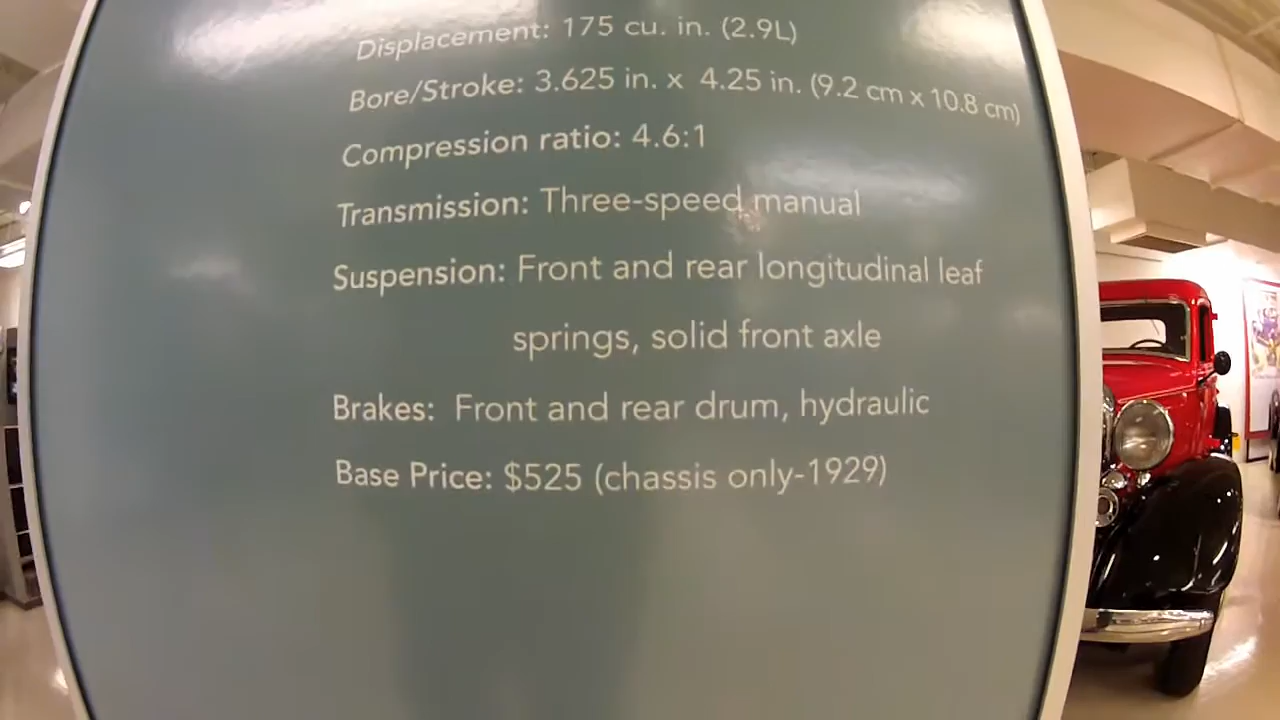 Displacement: 175 cu. in. (2.9L)
Bore/Stroke: 3.625 in. x 4.25 in. (9.2 cm x 10.8 cm)
Compression ratio: 4.6:1
Transmission: Three-speed manual
Suspension: Front and rear longitudinal leaf
springs, solid front axle
Brakes: Front and rear drum, hydraulic
Base Price: $525 (chassis only-1929)